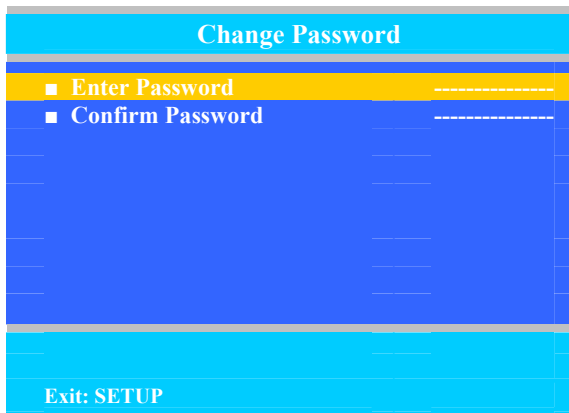 Change Password
■ Enter Password ---------------
■ Confirm Password ---------------
Exit: SETUP